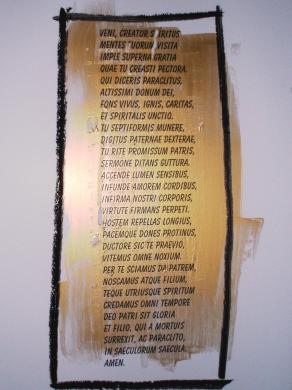 VENI, CREATOR SPIRITUS
MENTES TUORUM VISITA
IMPLE SUPERNA GRATIA
QUAE TU CREASTI PECTORA.
QUI DICERIS PARACLITUS,
ALTISSIMI DONUM DEI,
FONS VIVUS, IGNIS, CARITAS,
ET SPIRITALIS UNCTIO.
TU SEPTIFORMIS MUNERE,
DIGITUS PATERNAE DEXTERAE,
TU RITE PROMISSUM PATRIS,
SERMONE DITANS GUTTURA.
ACCENDE LUMEN SENSIBUS,
INFUNDE AMOREM CORDIBUS,
INFIRMA NOSTRI CORPORIS,
VIRTUTE FIRMANS PERPETI.
HOSTEM REPELLAS LONGIUS,
PACEMQUE DONES PROTINUS,
DUCTORE SIC TE PRAEVIO,
VITEMUS OMNE NOXIUM.
PER TE SCIAMUS DA PATREM,
NOSCAMUS ATQUE FILIUM,
TEQUE UTRIUSQUE SPIRITUM
CREDAMUS OMNI TEMPORE
DEO PATRI SIT GLORIA
ET FILIO, QUI A MORTUIS
SURREXIT, AC PARACLITO,
IN SAECULORUM SAECULA.
AMEN.